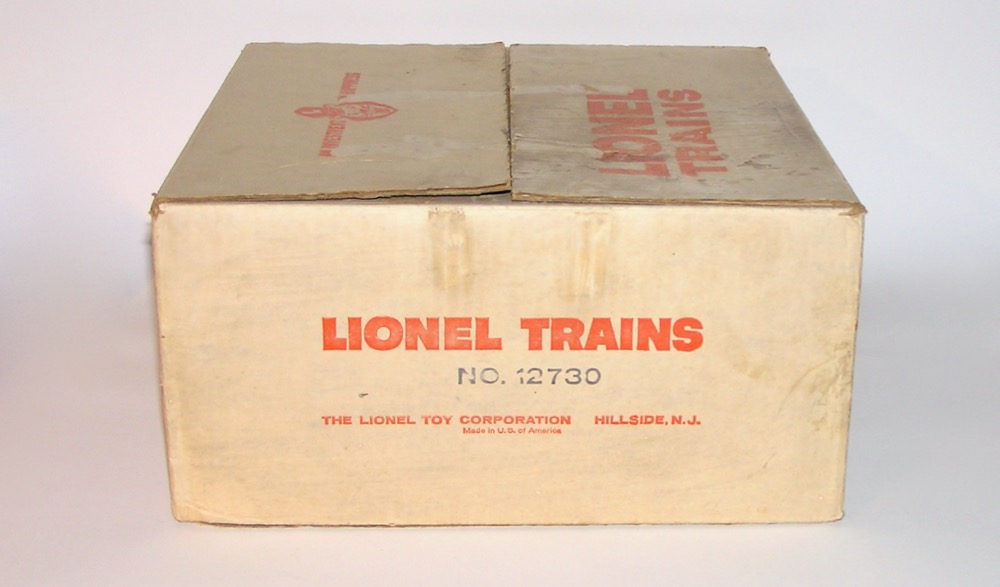 LIONEL
TRAINS
LIONEL TRAINS
NO. 12730
THE LIONEL TOY CORPORATION HILLSIDE, N.J.
Made in U.S. of America